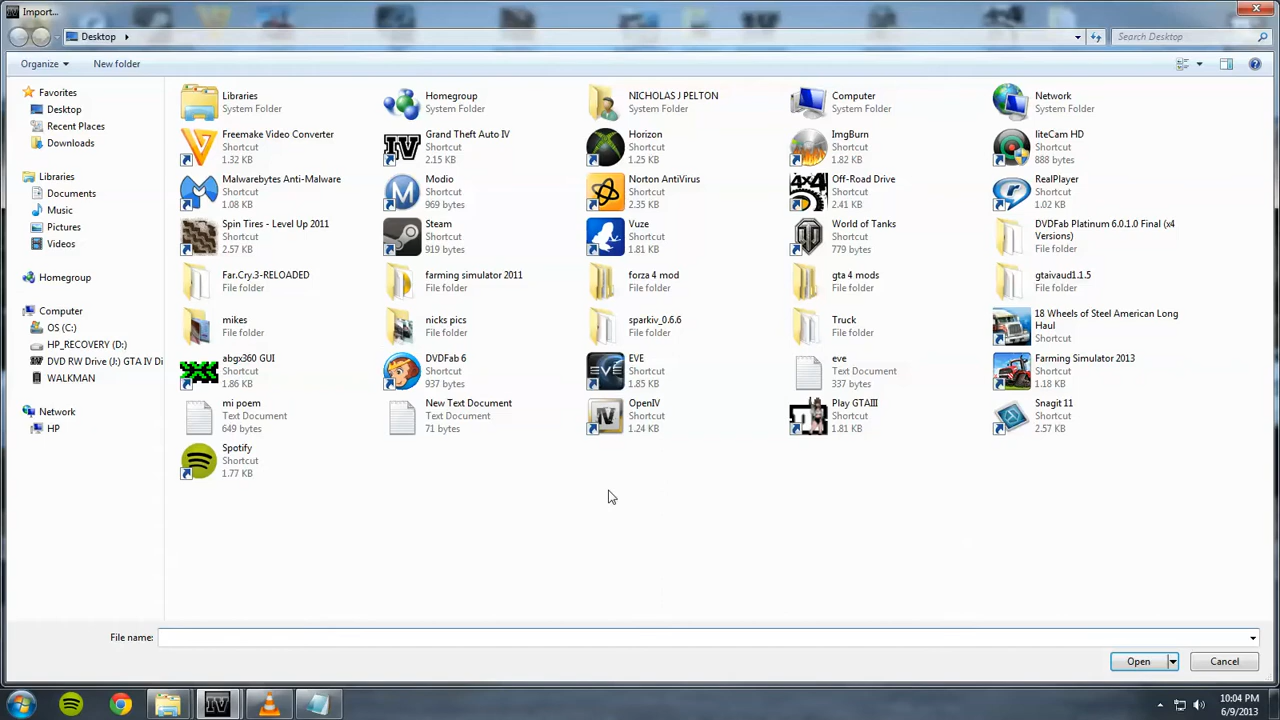 Import...
Desktop
Search Desktop
Organize
New folder
Favorites
Desktop
Recent Places
Downloads
Libraries
Documents
Music
Pictures
Videos
Homegroup
Computer
OS (C:)
HP_RECOVERY (D:)
DVD RW Drive (J:) GTA IV Di
WALKMAN
Network
HP
Libraries
System Folder
Homegroup
System Folder
NICHOLAS J PELTON
System Folder
Computer
System Folder
Network
System Folder
Freemake Video Converter
Shortcut
1.32 KB
Grand Theft Auto IV
Shortcut
2.15 KB
Horizon
Shortcut
1.25 KB
ImgBurn
Shortcut
1.82 KB
liteCam HD
Shortcut
888 bytes
Malwarebytes Anti-Malware
Shortcut
1.08 KB
Modio
Shortcut
969 bytes
Norton AntiVirus
Shortcut
2.35 KB
Off-Road Drive
Shortcut
2.41 KB
RealPlayer
Shortcut
1.02 KB
Spin Tires - Level Up 2011
Shortcut
2.57 KB
Steam
Shortcut
919 bytes
Vuze
Shortcut
1.81 KB
World of Tanks
Shortcut
779 bytes
DVDFab Platinum 6.0.1.0 Final (x4
Versions)
File folder
Far.Cry.3-RELOADED
File folder
farming simulator 2011
File folder
forza 4 mod
File folder
gta 4 mods
File folder
gtaivaud1.1.5
File folder
mikes
File folder
nicks pics
File folder
sparkiv_0.6.6
File folder
Truck
File folder
18 Wheels of Steel American Long
Haul
Shortcut
abgx360 GUI
Shortcut
1.86 KB
DVDFab 6
Shortcut
937 bytes
EVE
Shortcut
1.85 KB
eve
Text Document
337 bytes
Farming Simulator 2013
Shortcut
1.18 KB
mi poem
Text Document
649 bytes
New Text Document
Text Document
71 bytes
OpenIV
Shortcut
1.24 KB
Play GTAIII
Shortcut
1.81 KB
Snagit 11
Shortcut
2.57 KB
Spotify
Shortcut
1.77 KB
File name:
Open
Cancel
10:04 PM
6/9/2013